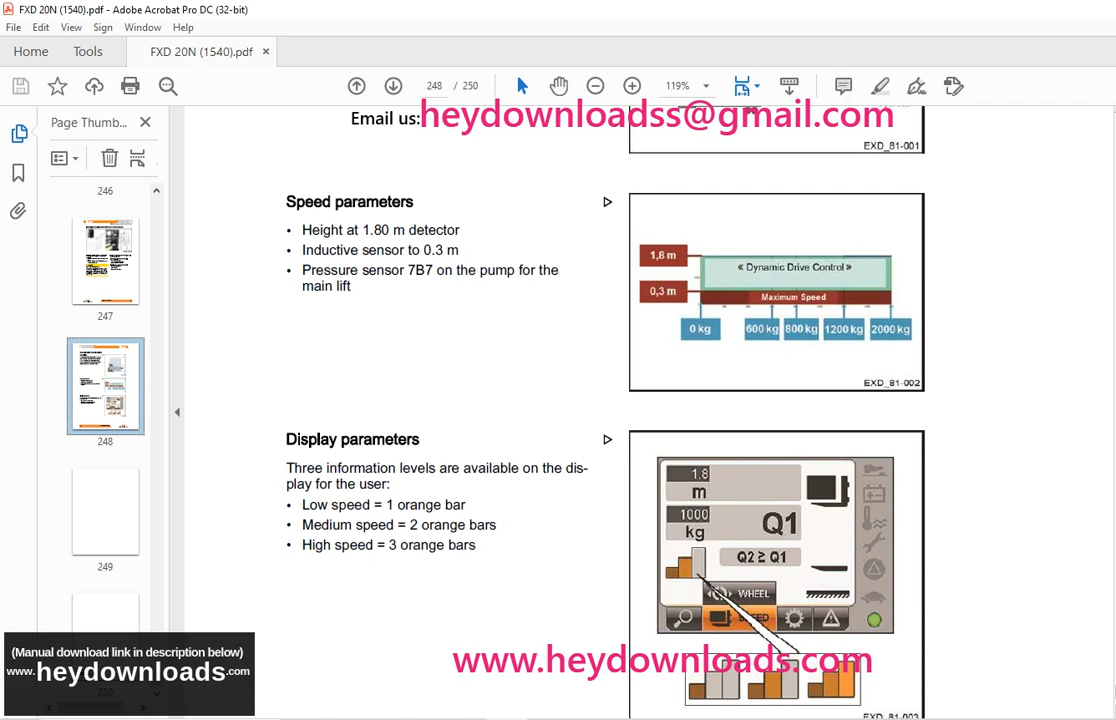 FXD 20N (1540).pdf - Adobe Acrobat Pro DC (32-bit)
File Edit View Sign Window Help
Home Tools FXD 20N (1540).pdf ×
248 / 250 119%
Page Thumb...
Email us: heydownloadss@gmail.com
EXD_81-001
246
247
248
249
250
Speed parameters
• Height at 1.80 m detector
• Inductive sensor to 0.3 m
• Pressure sensor 7B7 on the pump for the
main lift
1,8 m
« Dynamic Drive Control »
0,3 m
Maximum Speed
0 kg 600 kg 800 kg 1200 kg 2000 kg
EXD_81-002
Display parameters
Three information levels are available on the dis-
play for the user:
• Low speed = 1 orange bar
• Medium speed = 2 orange bars
• High speed = 3 orange bars
1.8
m
1000
kg
Q1
Q2 ≥ Q1
WHEEL
SPEED
EXD_81-003
(Manual download link in description below)
www.heydownloads.com
www.heydownloads.com